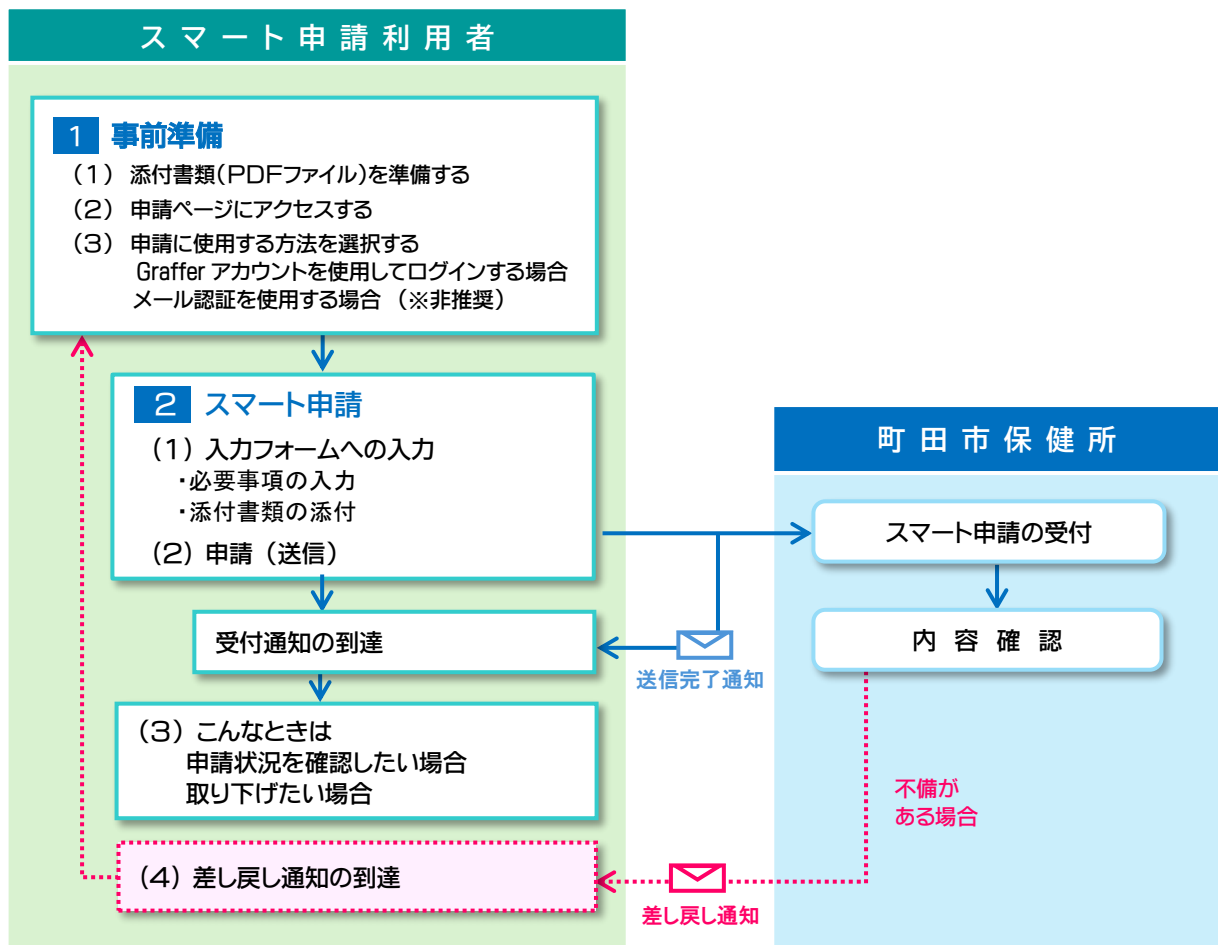 スマート申請利用者
1 事前準備
(1) 添付書類(PDFファイル)を準備する
(2) 申請ページにアクセスする
(3) 申請に使用する方法を選択する
Graffer アカウントを使用してログインする場合
メール認証を使用する場合 (※非推奨)
2 スマート申請
(1) 入力フォームへの入力
・必要事項の入力
・添付書類の添付
(2) 申請(送信)
受付通知の到達
送信完了通知
(3) こんなときは
申請状況を確認したい場合
取り下げたい場合
(4) 差し戻し通知の到達
差し戻し通知
町田市保健所
スマート申請の受付
内容確認
不備が
ある場合